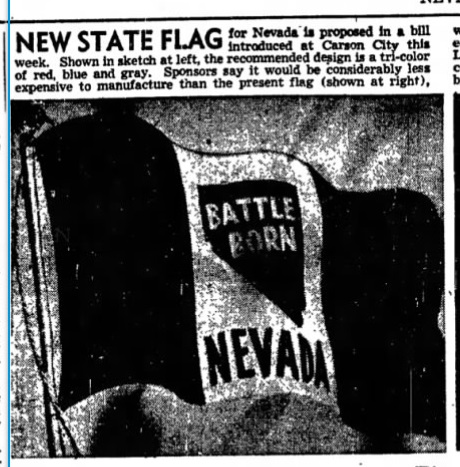 NEW STATE FLAG for Nevada is proposed in a bill
introduced at Carson City this
week. Shown in sketch at left, the recommended design is a tri-color
of red, blue and gray. Sponsors say it would be considerably less
expensive to manufacture than the present flag (shown at right),
BATTLE
BORN
NEVADA